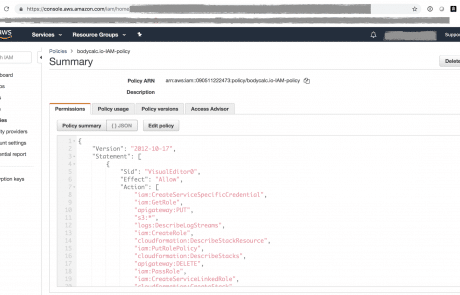 https://console.aws.amazon.com/iam/home
aws Services Resource Groups Suppo
Policies > bodycalc.io-IAM-policy
Summary
Delete
Policy ARN arn:aws:iam::090511222473:policy/bodycalc.io-IAM-policy
Description
Permissions Policy usage Policy versions Access Advisor
Policy summary { } JSON Edit policy
1 {
2 "Version": "2012-10-17",
3 "Statement": [
4 {
5 "Sid": "VisualEditor0",
6 "Effect": "Allow",
7 "Action": [
8 "iam:CreateServiceSpecificCredential",
9 "iam:GetRole",
10 "apigateway:PUT",
11 "s3:*",
12 "logs:DescribeLogStreams",
13 "iam:CreateRole",
14 "cloudformation:DescribeStackResource",
15 "iam:PutRolePolicy",
16 "cloudformation:DescribeStacks",
17 "apigateway:DELETE",
18 "iam:PassRole",
19 "iam:CreateServiceLinkedRole",
"cloudformation:CreateStack",
h IAM
board
s
es
y providers
unt settings
ential report
yption keys